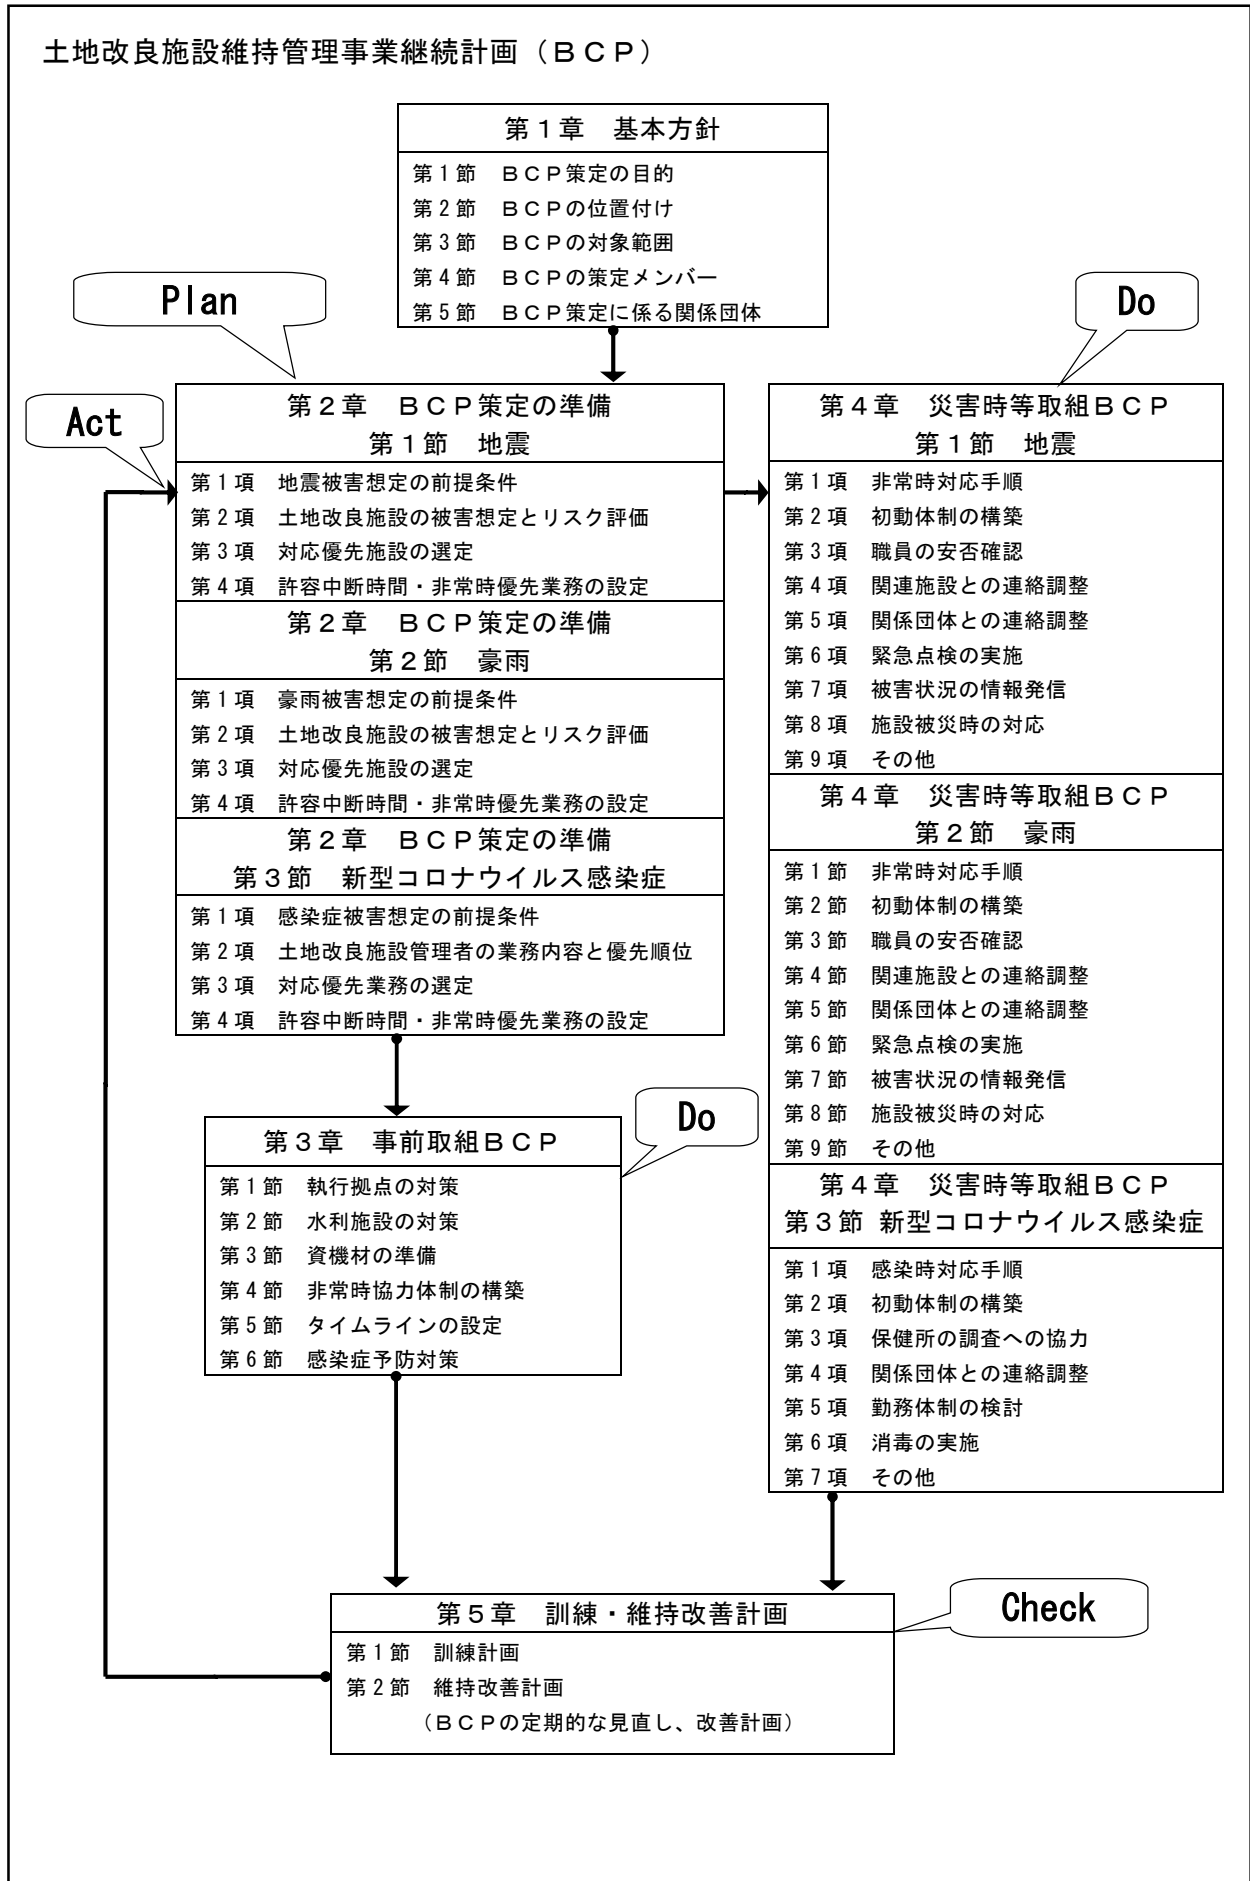 土地改良施設維持管理事業継続計画（ＢＣＰ）
第１章　基本方針
第１節　ＢＣＰ策定の目的
第２節　ＢＣＰの位置付け
第３節　ＢＣＰの対象範囲
第４節　ＢＣＰの策定メンバー
第５節　ＢＣＰ策定に係る関係団体
Plan
Act
第２章　ＢＣＰ策定の準備
第１節　地震
第１項　地震被害想定の前提条件
第２項　土地改良施設の被害想定とリスク評価
第３項　対応優先施設の選定
第４項　許容中断時間・非常時優先業務の設定
第２章　ＢＣＰ策定の準備
第２節　豪雨
第１項　豪雨被害想定の前提条件
第２項　土地改良施設の被害想定とリスク評価
第３項　対応優先施設の選定
第４項　許容中断時間・非常時優先業務の設定
第２章　ＢＣＰ策定の準備
第３節　新型コロナウイルス感染症
第１項　感染症被害想定の前提条件
第２項　土地改良施設管理者の業務内容と優先順位
第３項　対応優先業務の選定
第４項　許容中断時間・非常時優先業務の設定
Do
第３章　事前取組ＢＣＰ
第１節　執行拠点の対策
第２節　水利施設の対策
第３節　資機材の準備
第４節　非常時協力体制の構築
第５節　タイムラインの設定
第６節　感染症予防対策
Do
第４章　災害時等取組ＢＣＰ
第１節　地震
第１項　非常時対応手順
第２項　初動体制の構築
第３項　職員の安否確認
第４項　関連施設との連絡調整
第５項　関係団体との連絡調整
第６項　緊急点検の実施
第７項　被害状況の情報発信
第８項　施設被災時の対応
第９項　その他
第４章　災害時等取組ＢＣＰ
第２節　豪雨
第１節　非常時対応手順
第２節　初動体制の構築
第３節　職員の安否確認
第４節　関連施設との連絡調整
第５節　関係団体との連絡調整
第６節　緊急点検の実施
第７節　被害状況の情報発信
第８節　施設被災時の対応
第９節　その他
第４章　災害時等取組ＢＣＰ
第３節 新型コロナウイルス感染症
第１項　感染時対応手順
第２項　初動体制の構築
第３項　保健所の調査への協力
第４項　関係団体との連絡調整
第５項　勤務体制の検討
第６項　消毒の実施
第７項　その他
Check
第５章　訓練・維持改善計画
第１節　訓練計画
第２節　維持改善計画
（ＢＣＰの定期的な見直し、改善計画）